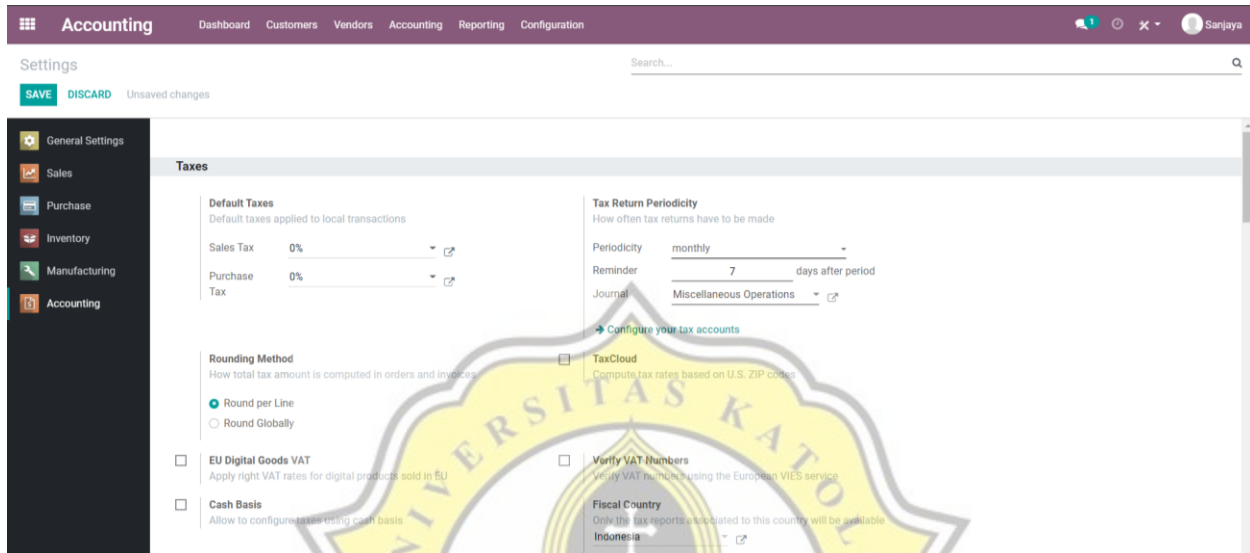 Accounting Dashboard Customers Vendors Accounting Reporting Configuration 1 Sanjaya
Settings
Search...
SAVE DISCARD Unsaved changes
General Settings
Sales
Purchase
Inventory
Manufacturing
Accounting
Taxes
Default Taxes
Default taxes applied to local transactions
Sales Tax 0%
Purchase Tax 0%
Tax Return Periodicity
How often tax returns have to be made
Periodicity monthly
Reminder 7 days after period
Journal Miscellaneous Operations
Configure your tax accounts
Rounding Method
How total tax amount is computed in orders and invoices
Round per Line
Round Globally
TaxCloud
Compute tax rates based on U.S. ZIP codes
EU Digital Goods VAT
Apply right VAT rates for digital products sold in EU
Verify VAT Numbers
Verify VAT numbers using the European VIES service
Cash Basis
Allow to configure taxes using cash basis
Fiscal Country
Only the tax reports associated to this country will be available
Indonesia
NIVERSITAS KATOL